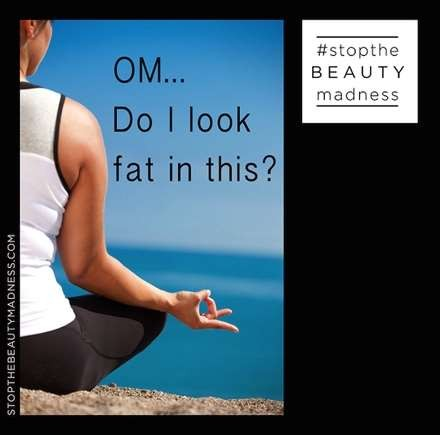 OM...
Do I look
fat in this?
#stopthe
BEAUTY
madness
STOPTHEBEAUTYMADNESS.COM